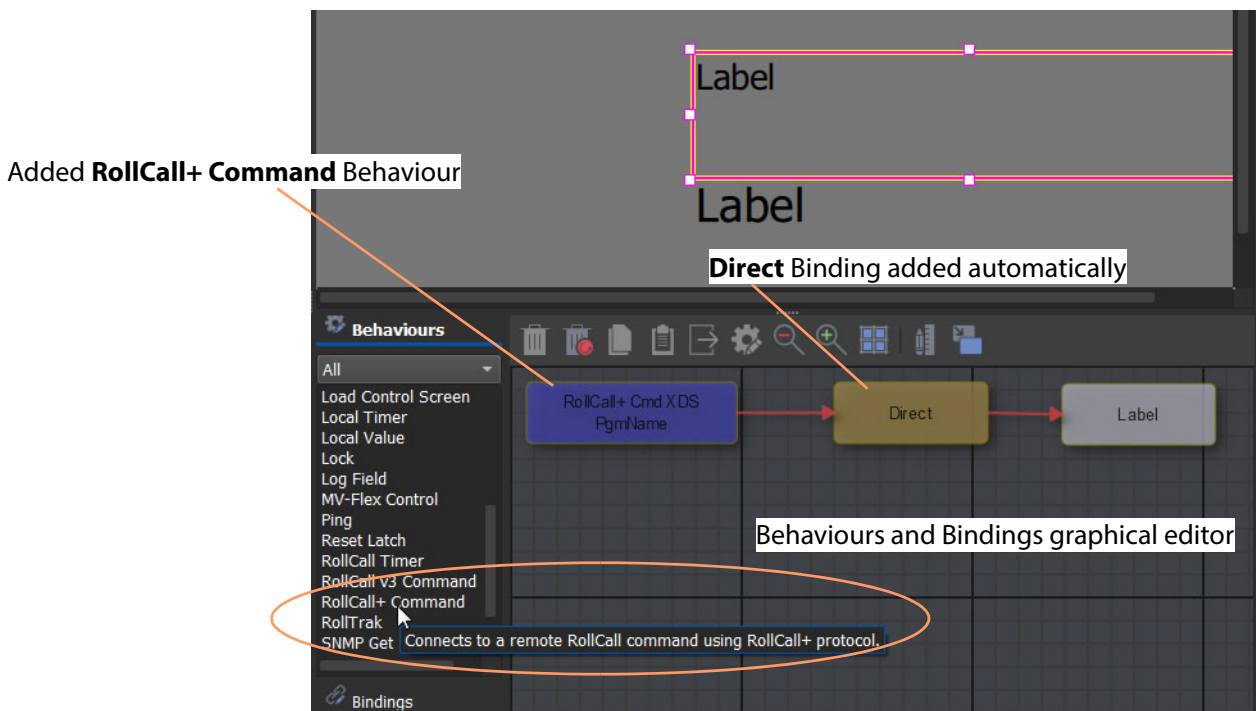 Label
Added RollCall+ Command Behaviour
Label
Direct Binding added automatically
Behaviours
All
Load Control Screen
Local Timer
Local Value
Lock
Log Field
MV-Flex Control
Ping
Reset Latch
RollCall Timer
RollCall v3 Command
RollCall+ Command
RollTrak
SNMP Get
Connects to a remote RollCall command using RollCall+ protocol.
Bindings
RollCall+ Cmd XDS
PgmName
Direct
Label
Behaviours and Bindings graphical editor